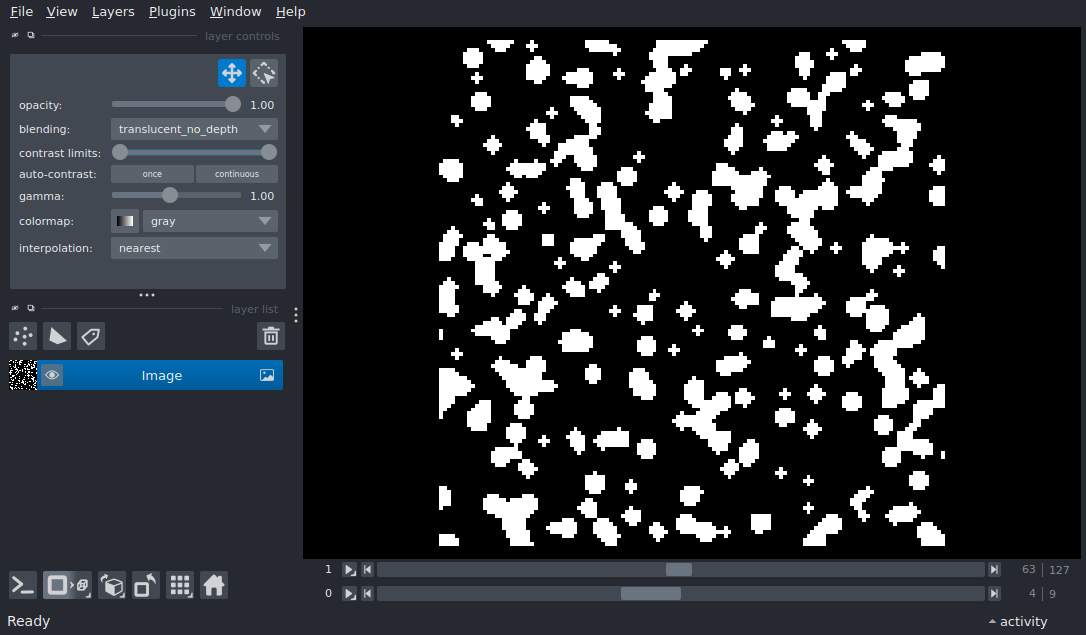 File View Layers Plugins Window Help
layer controls
opacity: 1.00
blending: translucent_no_depth
contrast limits:
auto-contrast: once continuous
gamma: 1.00
colormap: gray
interpolation: nearest
layer list
Image
1 63 127
0 4 9
Ready activity